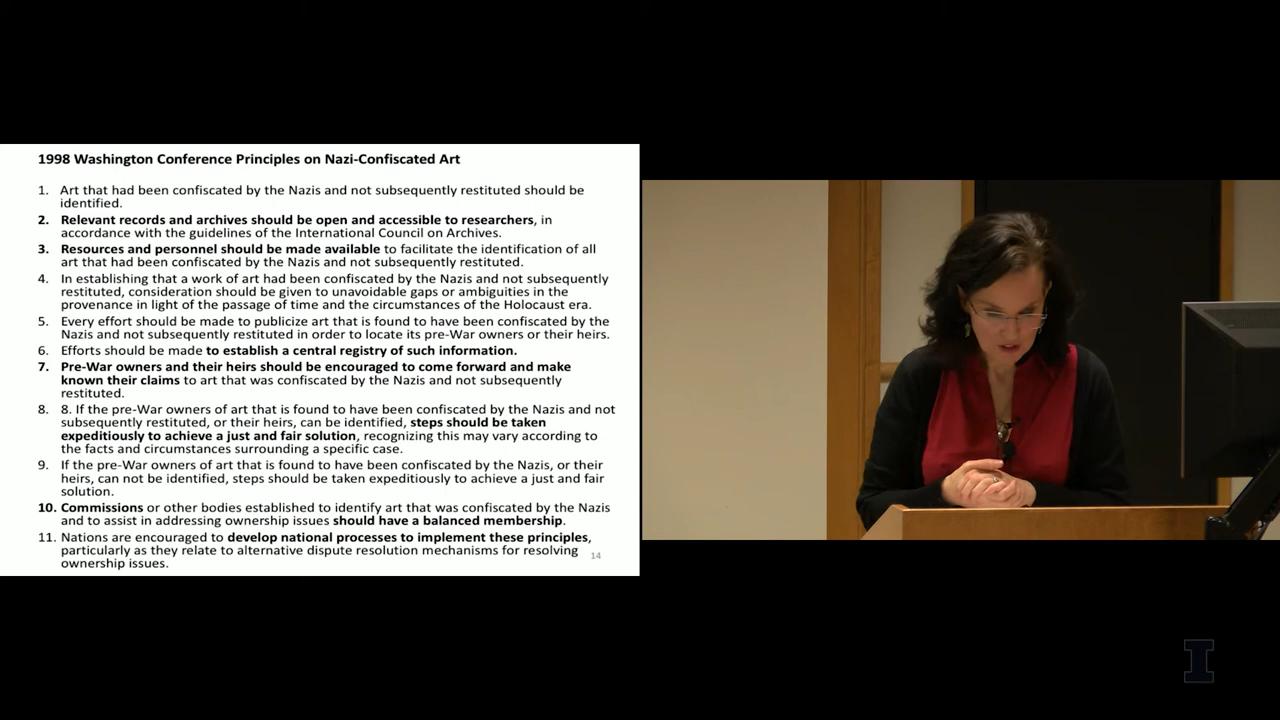 1998 Washington Conference Principles on Nazi-Confiscated Art
1. Art that had been confiscated by the Nazis and not subsequently restituted should be
identified.
2. Relevant records and archives should be open and accessible to researchers, in
accordance with the guidelines of the International Council on Archives.
3. Resources and personnel should be made available to facilitate the identification of all
art that had been confiscated by the Nazis and not subsequently restituted.
4. In establishing that a work of art had been confiscated by the Nazis and not subsequently
restituted, consideration should be given to unavoidable gaps or ambiguities in the
provenance in light of the passage of time and the circumstances of the Holocaust era.
5. Every effort should be made to publicize art that is found to have been confiscated by the
Nazis and not subsequently restituted in order to locate its pre-War owners or their heirs.
6. Efforts should be made to establish a central registry of such information.
7. Pre-War owners and their heirs should be encouraged to come forward and make
known their claims to art that was confiscated by the Nazis and not subsequently
restituted.
8. 8. If the pre-War owners of art that is found to have been confiscated by the Nazis and not
subsequently restituted, or their heirs, can be identified, steps should be taken
expeditiously to achieve a just and fair solution, recognizing this may vary according to
the facts and circumstances surrounding a specific case.
9. If the pre-War owners of art that is found to have been confiscated by the Nazis, or their
heirs, can not be identified, steps should be taken expeditiously to achieve a just and fair
solution.
10. Commissions or other bodies established to identify art that was confiscated by the Nazis
and to assist in addressing ownership issues should have a balanced membership.
11. Nations are encouraged to develop national processes to implement these principles,
particularly as they relate to alternative dispute resolution mechanisms for resolving
ownership issues.
14
I